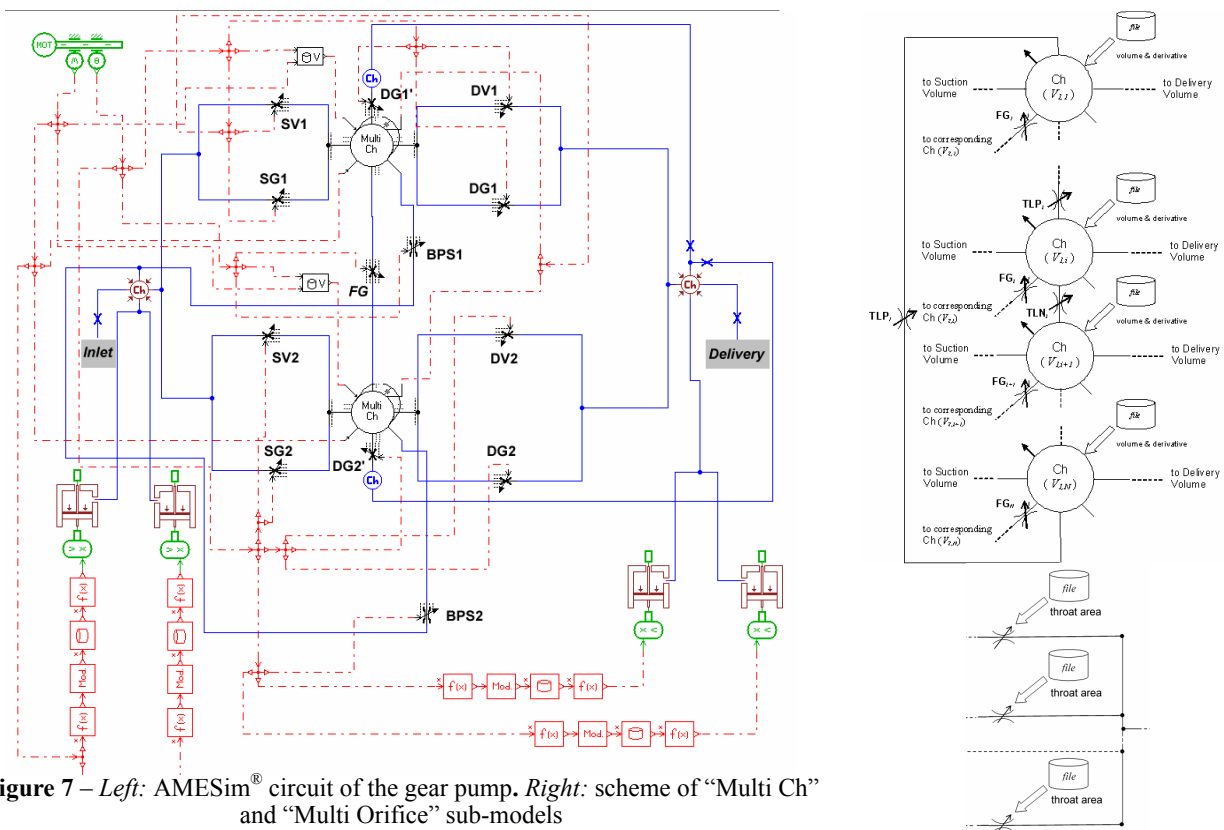 MOT
M
θ
V
Ch
DG1'
DV1
SV1
Multi
Ch
SG1
DG1
BPS1
V
FG
Ch
Ch
Inlet
SV2
DV2
Delivery
Multi
Ch
SG2
DG2'
DG2
Ch
BPS2
f(x)
f(x)
Mod.
Mod.
f(x)
f(x)
f(x)
Mod.
f(x)
f(x)
Mod.
f(x)
file
volume & derivative
Ch
(V1,1)
to Suction
Volume
to Delivery
Volume
FGi
to corresponding
Ch (V2,i)
file
volume & derivative
TLPi
Ch
(V1,i)
to Suction
Volume
to Delivery
Volume
FGi
to corresponding
Ch (V2,i)
TLNi
file
volume & derivative
TLPi
Ch
(V1,i+1)
to Suction
Volume
to Delivery
Volume
FGi+1
to corresponding
Ch (V2,i+1)
file
volume & derivative
Ch
(V1,N)
to Suction
Volume
to Delivery
Volume
FGn
to corresponding
Ch (V2,n)
file
throat area
file
throat area
file
throat area
igure 7 – Left: AMESim® circuit of the gear pump. Right: scheme of “Multi Ch”
and “Multi Orifice” sub-models